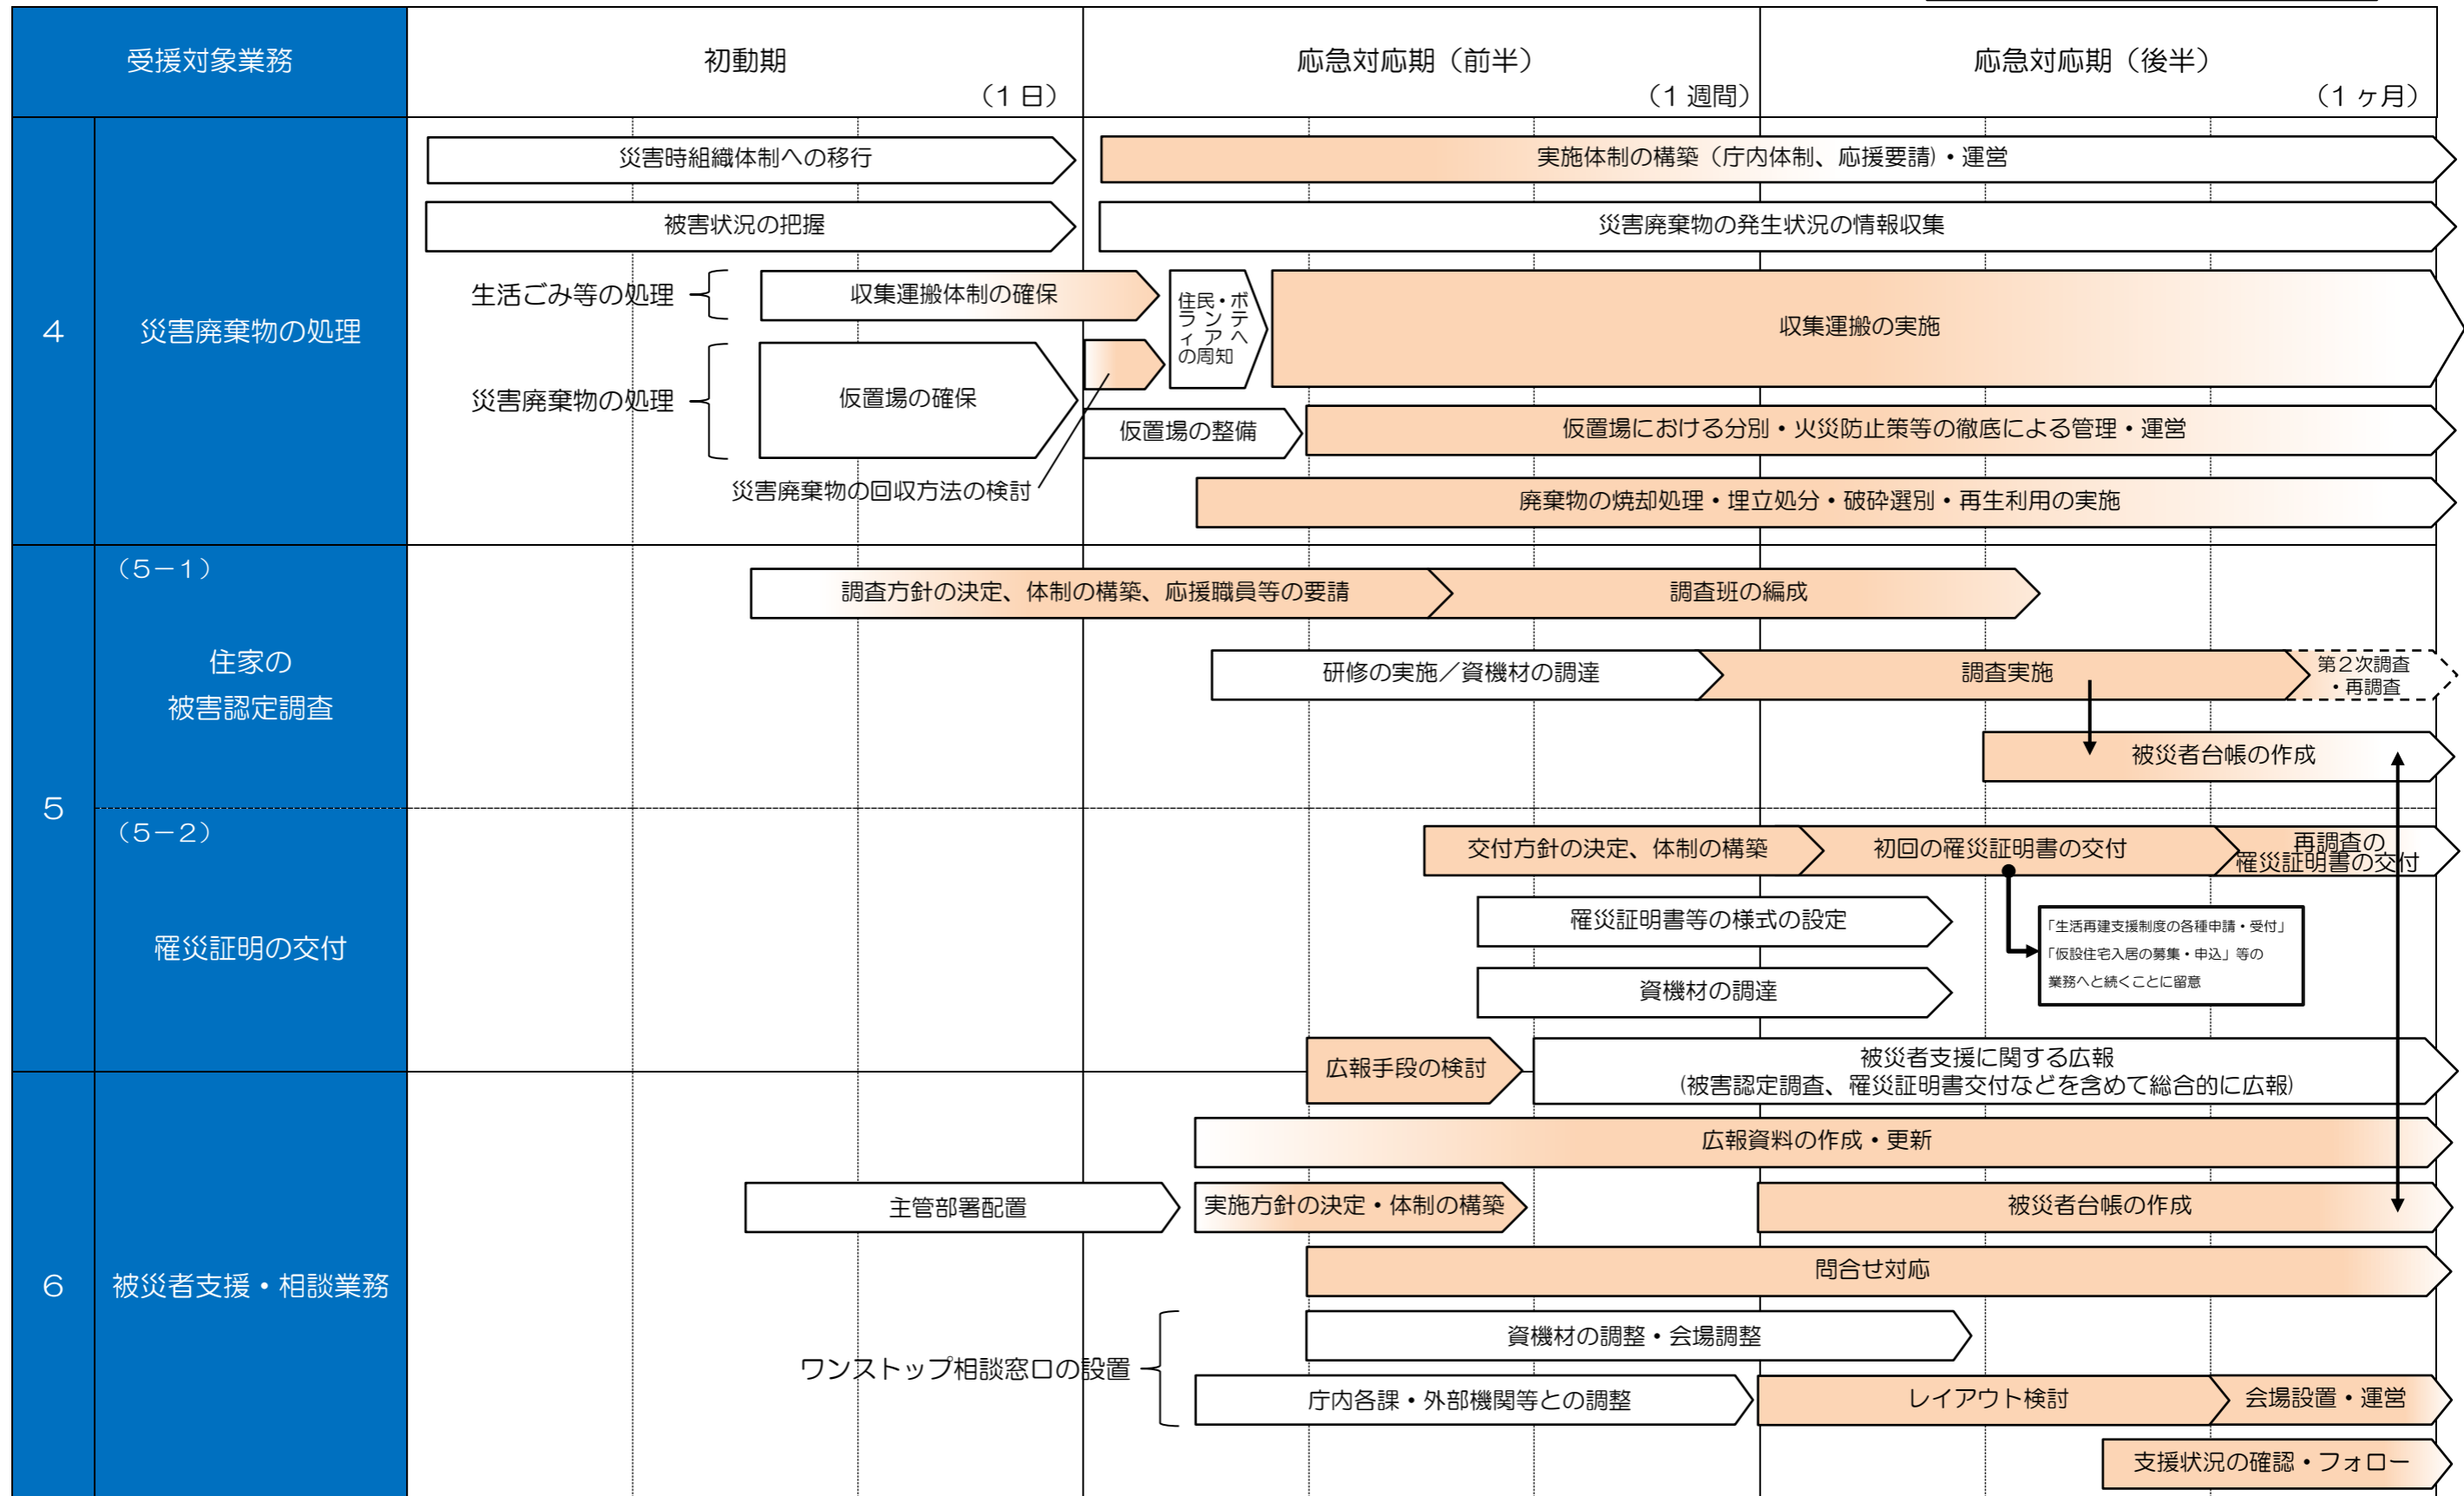 受援対象業務
初動期
（1日）
応急対応期（前半）
（1週間）
応急対応期（後半）
（1ヶ月）
4
災害廃棄物の処理
災害時組織体制への移行
実施体制の構築（庁内体制、応援要請）・運営
被害状況の把握
災害廃棄物の発生状況の情報収集
生活ごみ等の処理
収集運搬体制の確保
住民・ボ
ランテ
ィアへ
の周知
収集運搬の実施
災害廃棄物の処理
仮置場の確保
仮置場の整備
仮置場における分別・火災防止策等の徹底による管理・運営
災害廃棄物の回収方法の検討
廃棄物の焼却処理・埋立処分・破砕選別・再生利用の実施
5
（5－1）
住家の
被害認定調査
調査方針の決定、体制の構築、応援職員等の要請
調査班の編成
研修の実施／資機材の調達
調査実施
第2次調査
・再調査
被災者台帳の作成
（5－2）
罹災証明の交付
交付方針の決定、体制の構築
初回の罹災証明書の交付
再調査の
罹災証明書の交付
罹災証明書等の様式の設定
「生活再建支援制度の各種申請・受付」
「仮設住宅入居の募集・申込」等の
業務へと続くことに留意
資機材の調達
広報手段の検討
被災者支援に関する広報
（被害認定調査、罹災証明書交付などを含めて総合的に広報）
6
被災者支援・相談業務
広報資料の作成・更新
主管部署配置
実施方針の決定・体制の構築
被災者台帳の作成
問合せ対応
ワンストップ相談窓口の設置
資機材の調整・会場調整
庁内各課・外部機関等との調整
レイアウト検討
会場設置・運営
支援状況の確認・フォロー